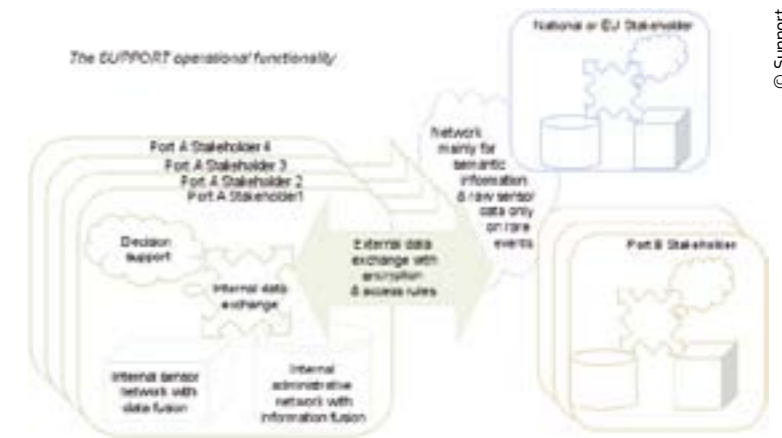 The SUPPORT operational functionality
© Support
National or EU Stakeholder
Network
mainly for
semantic
information
& raw sensor
data only
on rare
events
Port A Stakeholder 4
Port A Stakeholder 3
Port A Stakeholder 2
Port A Stakeholder1
Decision
support
Internal data
exchange
External data
exchange with
encryption
& access rules
Port B Stakeholder
Internal sensor
network with
data fusion
Internal
administrative
network with
information fusion